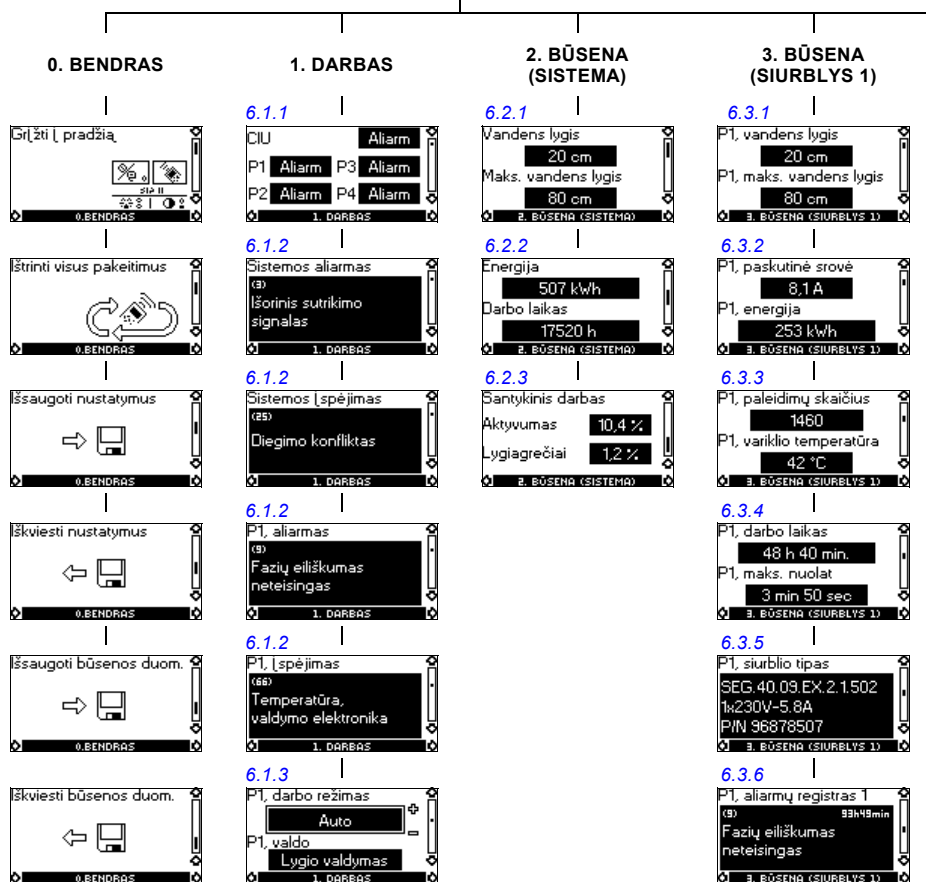 0. BENDRAS
Grįžti į pradžią
0.BENDRAS
Ištrinti visus pakeitimus
0.BENDRAS
Išsaugoti nustatymus
0.BENDRAS
Iškviesti nustatymus
0.BENDRAS
Išsaugoti būsenos duom.
0.BENDRAS
Iškviesti būsenos duom.
0.BENDRAS
1. DARBAS
6.1.1
CIU Aliarm
P1 Aliarm P3 Aliarm
P2 Aliarm P4 Aliarm
1. DARBAS
6.1.2
Sistemos aliarmas
(3)
Išorinis sutrikimo
signalas
1. DARBAS
6.1.2
Sistemos įspėjimas
(25)
Diegimo konfliktas
1. DARBAS
6.1.2
P1, aliarmas
(9)
Fazių eiliškumas
neteisingas
1. DARBAS
6.1.2
P1, įspėjimas
(66)
Temperatūra,
valdymo elektronika
1. DARBAS
6.1.3
P1, darbo režimas
Auto
P1, valdo
Lygio valdymas
1. DARBAS
2. BŪSENA
(SISTEMA)
6.2.1
Vandens lygis
20 cm
Maks. vandens lygis
80 cm
2. BŪSENA (SISTEMA)
6.2.2
Energija
507 kWh
Darbo laikas
17520 h
2. BŪSENA (SISTEMA)
6.2.3
Santykinis darbas
Aktyvumas 10,4 %
Lygiagrečiai 1,2 %
2. BŪSENA (SISTEMA)
3. BŪSENA
(SIURBLYS 1)
6.3.1
P1, vandens lygis
20 cm
P1, maks. vandens lygis
80 cm
3. BŪSENA (SIURBLYS 1)
6.3.2
P1, paskutinė srovė
8,1 A
P1, energija
253 kWh
3. BŪSENA (SIURBLYS 1)
6.3.3
P1, paleidimų skaičius
1460
P1, variklio temperatūra
42 °C
3. BŪSENA (SIURBLYS 1)
6.3.4
P1, darbo laikas
48 h 40 min.
P1, maks. nuolat
3 min 50 sec
3. BŪSENA (SIURBLYS 1)
6.3.5
P1, siurblio tipas
SEG.40.09.EX.2.1.502
1x230V-5.8A
P/N 96878507
3. BŪSENA (SIURBLYS 1)
6.3.6
P1, aliarmų registras 1
(9) 93h49min
Fazių eiliškumas
neteisingas
3. BŪSENA (SIURBLYS 1)